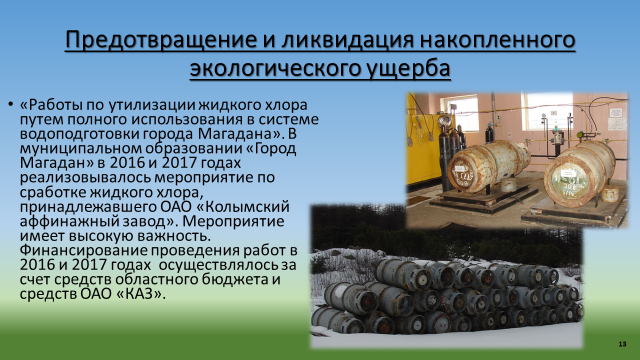 Предотвращение и ликвидация накопленного
экологического ущерба
• «Работы по утилизации жидкого хлора
путем полного использования в системе
водоподготовки города Магадана». В
муниципальном образовании «Город
Магадан» в 2016 и 2017 годах
реализовывалось мероприятие по
сработке жидкого хлора,
принадлежавшего ОАО «Колымский
аффинажный завод». Мероприятие
имеет высокую важность.
Финансирование проведения работ в
2016 и 2017 годах осуществлялось за
счет средств областного бюджета и
средств ОАО «КАЗ».
13